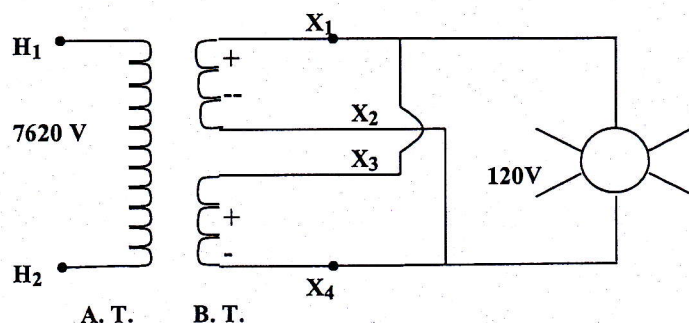 X1
H1
+
--
7620 V
X2
X3
120V
+
-
H2
X4
A. T. B. T.